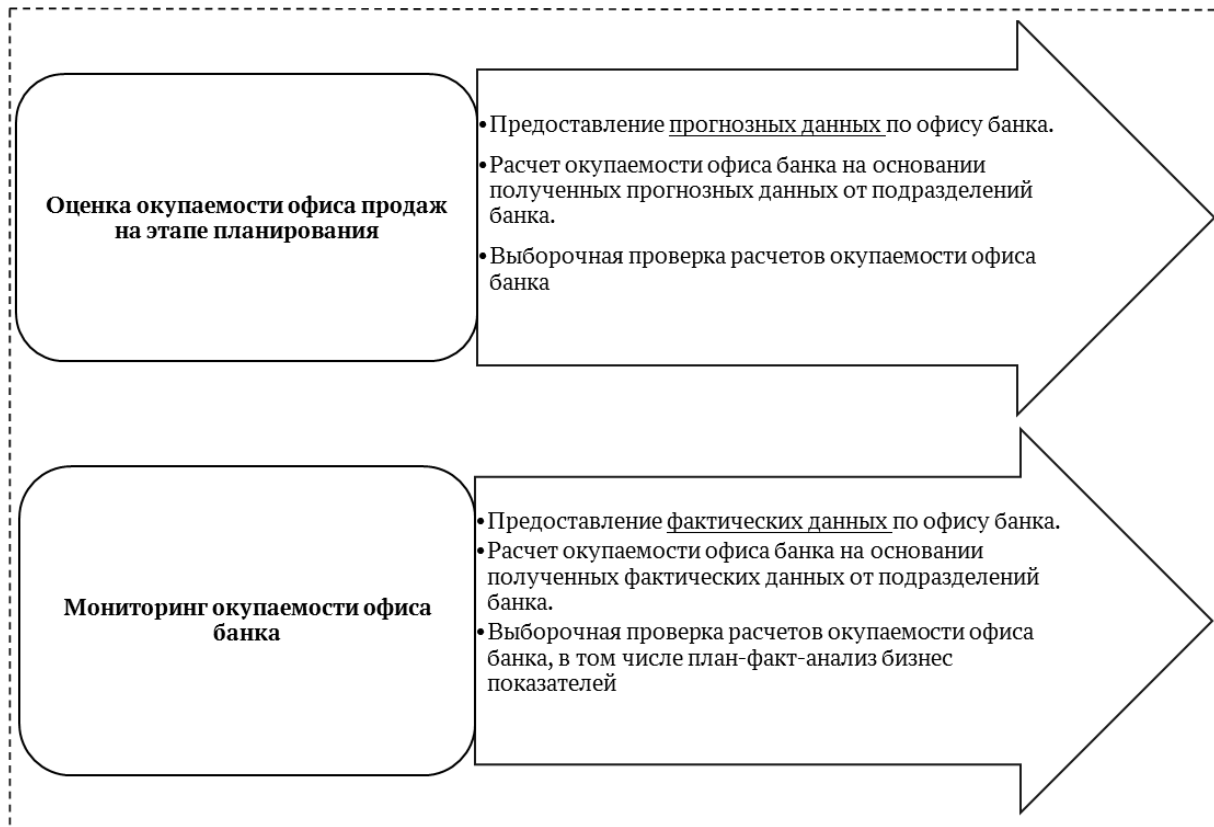 Оценка окупаемости офиса продаж
на этапе планирования
•Предоставление прогнозных данных по офису банка.
•Расчет окупаемости офиса банка на основании
полученных прогнозных данных от подразделений
банка.
•Выборочная проверка расчетов окупаемости офиса
банка
Мониторинг окупаемости офиса
банка
•Предоставление фактических данных по офису банка.
•Расчет окупаемости офиса банка на основании
полученных фактических данных от подразделений
банка.
•Выборочная проверка расчетов окупаемости офиса
банка, в том числе план-факт-анализ бизнес
показателей